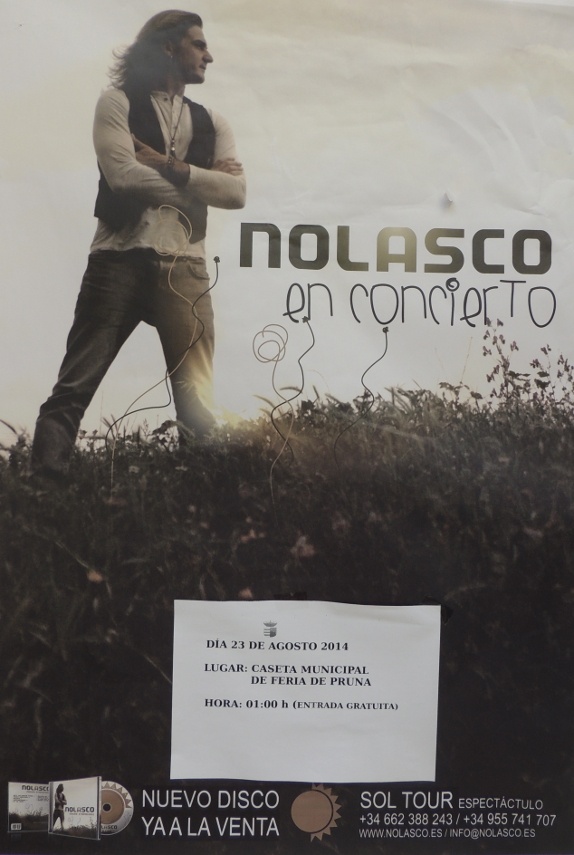 NOLASCO
en concierto
DÍA 23 DE AGOSTO 2014
LUGAR: CASETA MUNICIPAL
DE FERIA DE PRUNA
HORA: 01:00 h (ENTRADA GRATUITA)
NOLASCO
NOLASCO
NUEVO DISCO
YA A LA VENTA
SOL TOUR ESPECTÁCTULO
+34 662 388 243 / +34 955 741 707
WWW.NOLASCO.ES / INFO@NOLASCO.ES